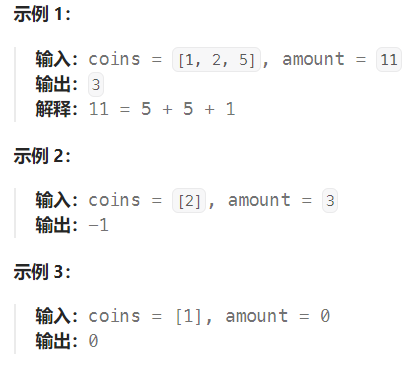 示例 1：
输入：coins = [1, 2, 5], amount = 11
输出：3
解释：11 = 5 + 5 + 1
示例 2：
输入：coins = [2], amount = 3
输出：-1
示例 3：
输入：coins = [1], amount = 0
输出：0